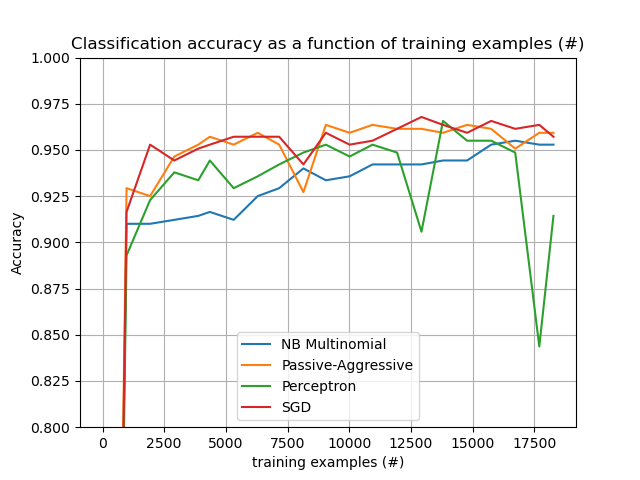 Classification accuracy as a function of training examples (#)
1.000
0.975
0.950
0.925
0.900
0.875
0.850
0.825
0.800
Accuracy
NB Multinomial
Passive-Aggressive
Perceptron
SGD
0 2500 5000 7500 10000 12500 15000 17500
training examples (#)